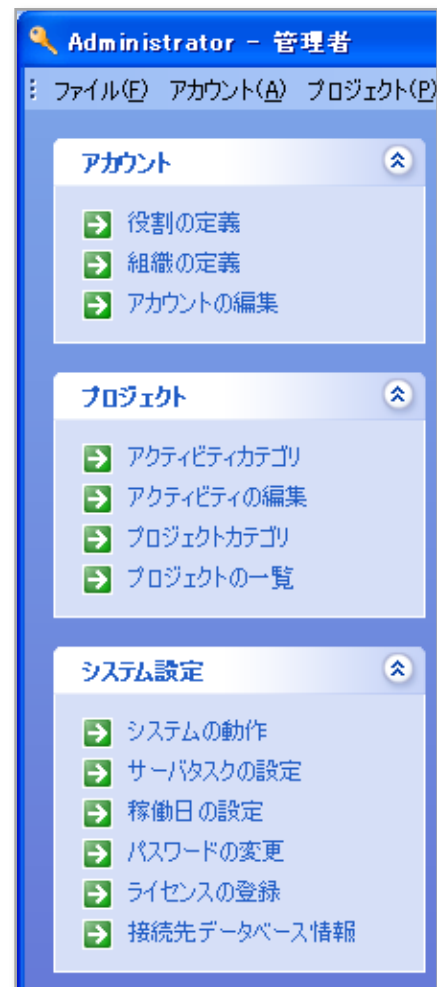 Administrator - 管理者
ファイル(F) アカウント(A) プロジェクト(P)
アカウント
役割の定義
組織の定義
アカウントの編集
プロジェクト
アクティビティカテゴリ
アクティビティの編集
プロジェクトカテゴリ
プロジェクトの一覧
システム設定
システムの動作
サーバタスクの設定
稼働日の設定
パスワードの変更
ライセンスの登録
接続先データベース情報